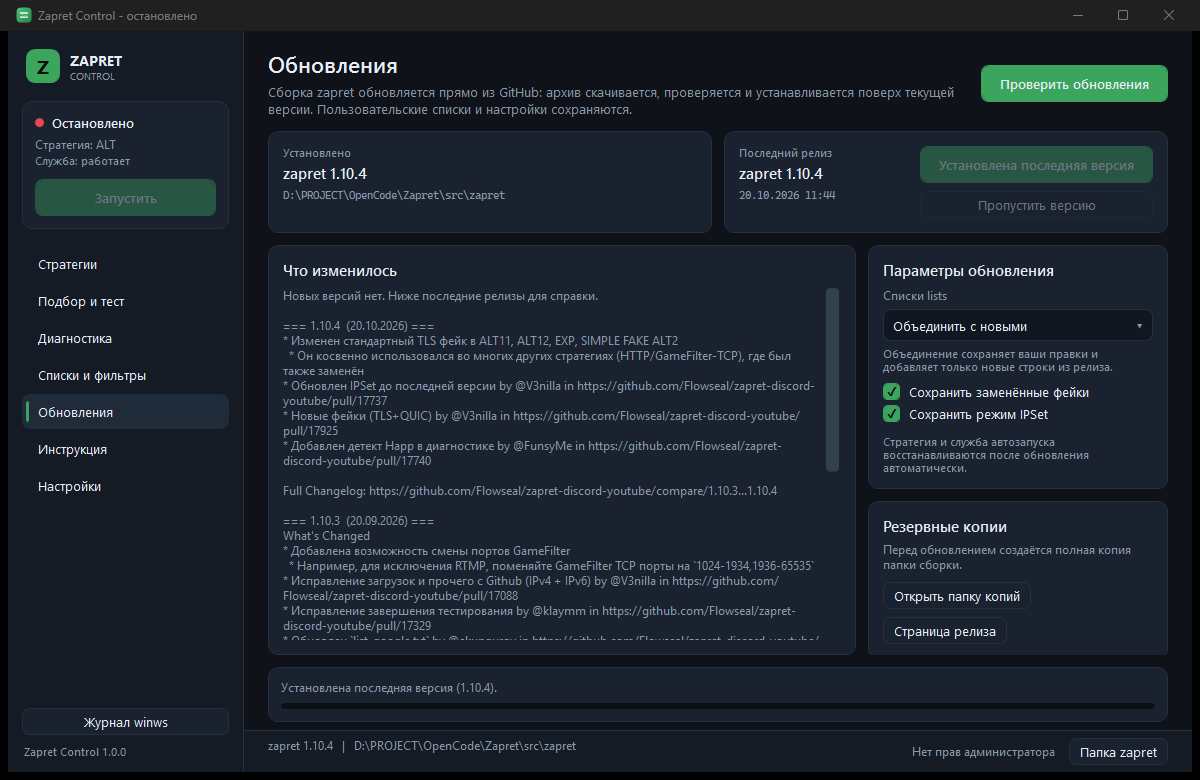 Zapret Control - остановлено
Z
ZAPRET
CONTROL
Остановлено
Стратегия: ALT
Служба: работает
Запустить
Стратегии
Подбор и тест
Диагностика
Списки и фильтры
Обновления
Инструкция
Настройки
Журнал winws
Zapret Control 1.0.0
Обновления
Сборка zapret обновляется прямо из GitHub: архив скачивается, проверяется и устанавливается поверх текущей
версии. Пользовательские списки и настройки сохраняются.
Проверить обновления
Установлено
zapret 1.10.4
D:\PROJECT\OpenCode\Zapret\src\zapret
Последний релиз
zapret 1.10.4
20.10.2026 11:44
Установлена последняя версия
Пропустить версию
Что изменилось
Новых версий нет. Ниже последние релизы для справки.
=== 1.10.4 (20.10.2026) ===
* Изменен стандартный TLS фейк в ALT11, ALT12, EXP, SIMPLE FAKE ALT2
* Он косвенно использовался во многих других стратегиях (HTTP/GameFilter-TCP), где был
также заменён
* Обновлен IPSet до последней версии by @V3nilla in https://github.com/Flowseal/zapret-discord-
youtube/pull/17737
* Новые фейки (TLS+QUIC) by @V3nilla in https://github.com/Flowseal/zapret-discord-youtube/
pull/17925
* Добавлен детект Happ в диагностике by @FunsyMe in https://github.com/Flowseal/zapret-
discord-youtube/pull/17740
Full Changelog: https://github.com/Flowseal/zapret-discord-youtube/compare/1.10.3...1.10.4
=== 1.10.3 (20.09.2026) ===
What's Changed
* Добавлена возможность смены портов GameFilter
* Например, для исключения RTMP, поменяйте GameFilter TCP порты на `1024-1934,1936-65535`
* Исправление загрузок и прочего с Github (IPv4 + IPv6) by @V3nilla in https://github.com/
Flowseal/zapret-discord-youtube/pull/17088
* Исправление завершения тестирования by @klaymm in https://github.com/Flowseal/zapret-
discord-youtube/pull/17329
Параметры обновления
Списки lists
Объединить с новыми
Объединение сохраняет ваши правки и
добавляет только новые строки из релиза.
Сохранить заменённые фейки
Сохранить режим IPSet
Стратегия и служба автозапуска
восстанавливаются после обновления
автоматически.
Резервные копии
Перед обновлением создаётся полная копия
папки сборки.
Открыть папку копий
Страница релиза
Установлена последняя версия (1.10.4).
zapret 1.10.4 | D:\PROJECT\OpenCode\Zapret\src\zapret
Нет прав администратора
Папка zapret